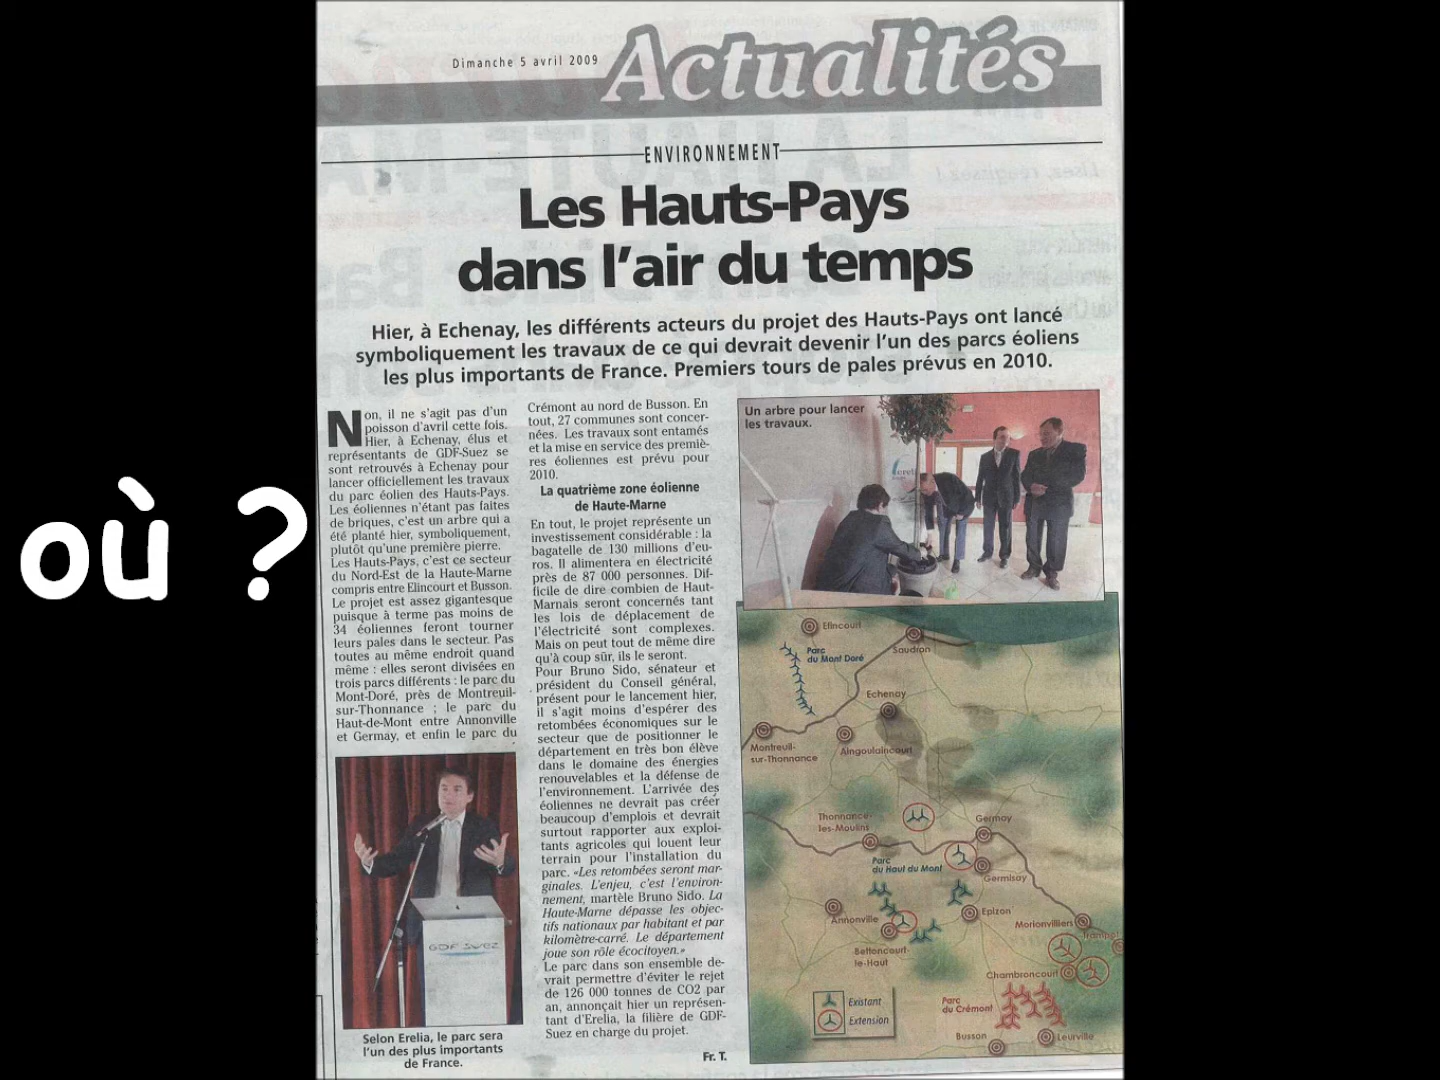 où ?
Dimanche 5 avril 2009
Actualités
ENVIRONNEMENT
Les Hauts-Pays
dans l'air du temps
Hier, à Echenay, les différents acteurs du projet des Hauts-Pays ont lancé
symboliquement les travaux de ce qui devrait devenir l'un des parcs éoliens
les plus importants de France. Premiers tours de pales prévus en 2010.
Non, il ne s'agit pas d'un
poisson d'avril cette fois.
Hier, à Echenay, élus et
représentants de GDF-Suez se
sont retrouvés à Echenay pour
lancer officiellement les travaux
du parc éolien des Hauts-Pays.
Les éoliennes n'étant pas faites
de briques, c'est un arbre qui a
été planté hier, symboliquement,
plutôt qu'une première pierre.
Les Hauts-Pays, c'est ce secteur
du Nord-Est de la Haute-Marne
compris entre Elincourt et Busson.
Le projet est assez gigantesque
puisque à terme pas moins de
34 éoliennes feront tourner
leurs pales dans le secteur. Pas
toutes au même endroit quand
même : elles seront divisées en
trois parcs différents : le parc du
Mont-Doré, près de Montreuil-
sur-Thonnance ; le parc du
Haut-de-Mont entre Annonville
et Germay, et enfin le parc du
GDF SUEZ
Selon Erelia, le parc sera
l'un des plus importants
de France.
Crémont au nord de Busson. En
tout, 27 communes sont concer-
nées. Les travaux sont entamés
et la mise en service des premiè-
res éoliennes est prévu pour
2010.
La quatrième zone éolienne
de Haute-Marne
En tout, le projet représente un
investissement considérable : la
bagatelle de 130 millions d'eu-
ros. Il alimentera en électricité
près de 87 000 personnes. Dif-
ficile de dire combien de Haut-
Marnais seront concernés tant
les lois de déplacement de
l'électricité sont complexes.
Mais on peut tout de même dire
qu'à coup sûr, ils le seront.
Pour Bruno Sido, sénateur et
président du Conseil général,
présent pour le lancement hier,
il s'agit moins d'espérer des
retombées économiques sur le
secteur que de positionner le
département en très bon élève
dans le domaine des énergies
renouvelables et la défense de
l'environnement. L'arrivée des
éoliennes ne devrait pas créer
beaucoup d'emplois et devrait
surtout rapporter aux exploi-
tants agricoles qui louent leur
terrain pour l'installation du
parc. «Les retombées seront mar-
ginales. L'enjeu, c'est l'environ-
nement, martèle Bruno Sido. La
Haute-Marne dépasse les objec-
tifs nationaux par habitant et par
kilomètre-carré. Le département
joue son rôle écocitoyen.»
Le parc dans son ensemble de-
vrait permettre d'éviter le rejet
de 126 000 tonnes de CO2 par
an, annonçait hier un représen-
tant d'Erelia, la filière de GDF-
Suez en charge du projet.
Fr. T.
Un arbre pour lancer
les travaux.
Elincourt
Saudron
Parc
du Mont Doré
Echenay
Montreuil-
sur-Thonnance
Aingoulaincourt
Thonnance-
les-Moulins
Germay
Parc
du Haut du Mont
Germisay
Annonville
Epizon
Bettoncourt-
le-Haut
Morionvilliers
Chambroncourt
Parc
du Crémont
Existant
Extension
Busson
Leurville